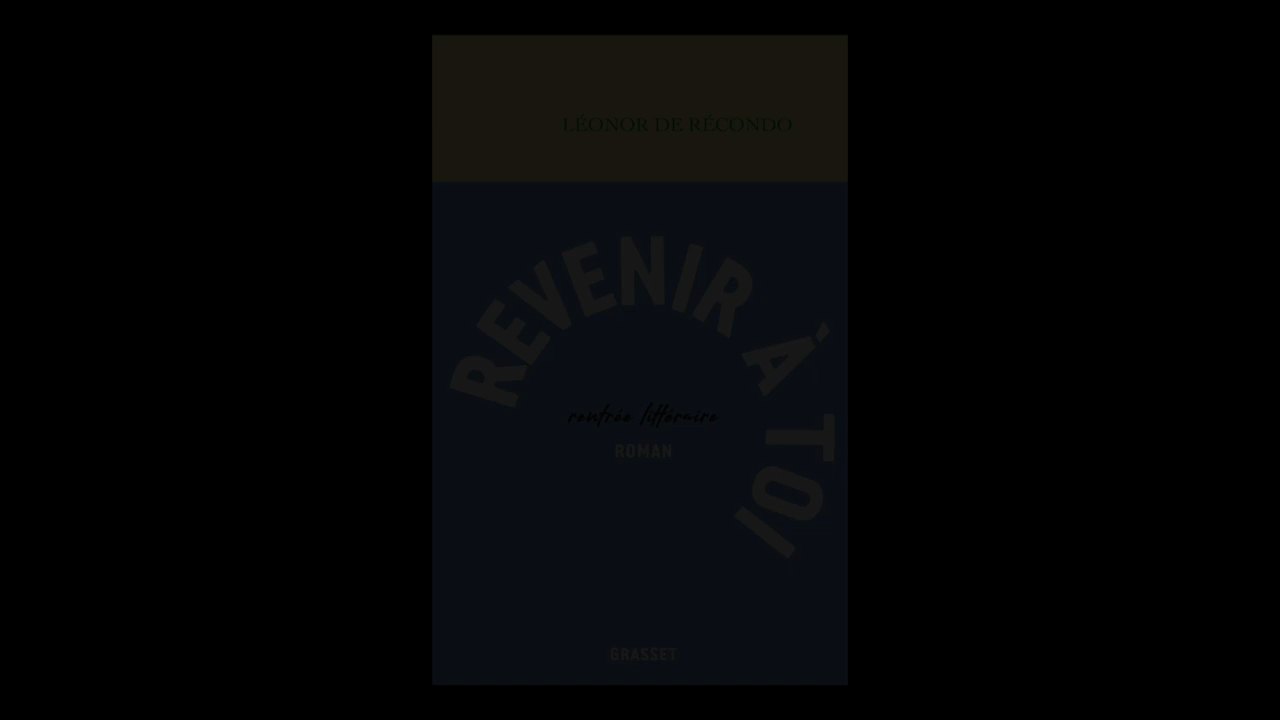 LÉONOR DE RÉCONDO
REVENIR À TOI
rentrée littéraire
ROMAN
GRASSET